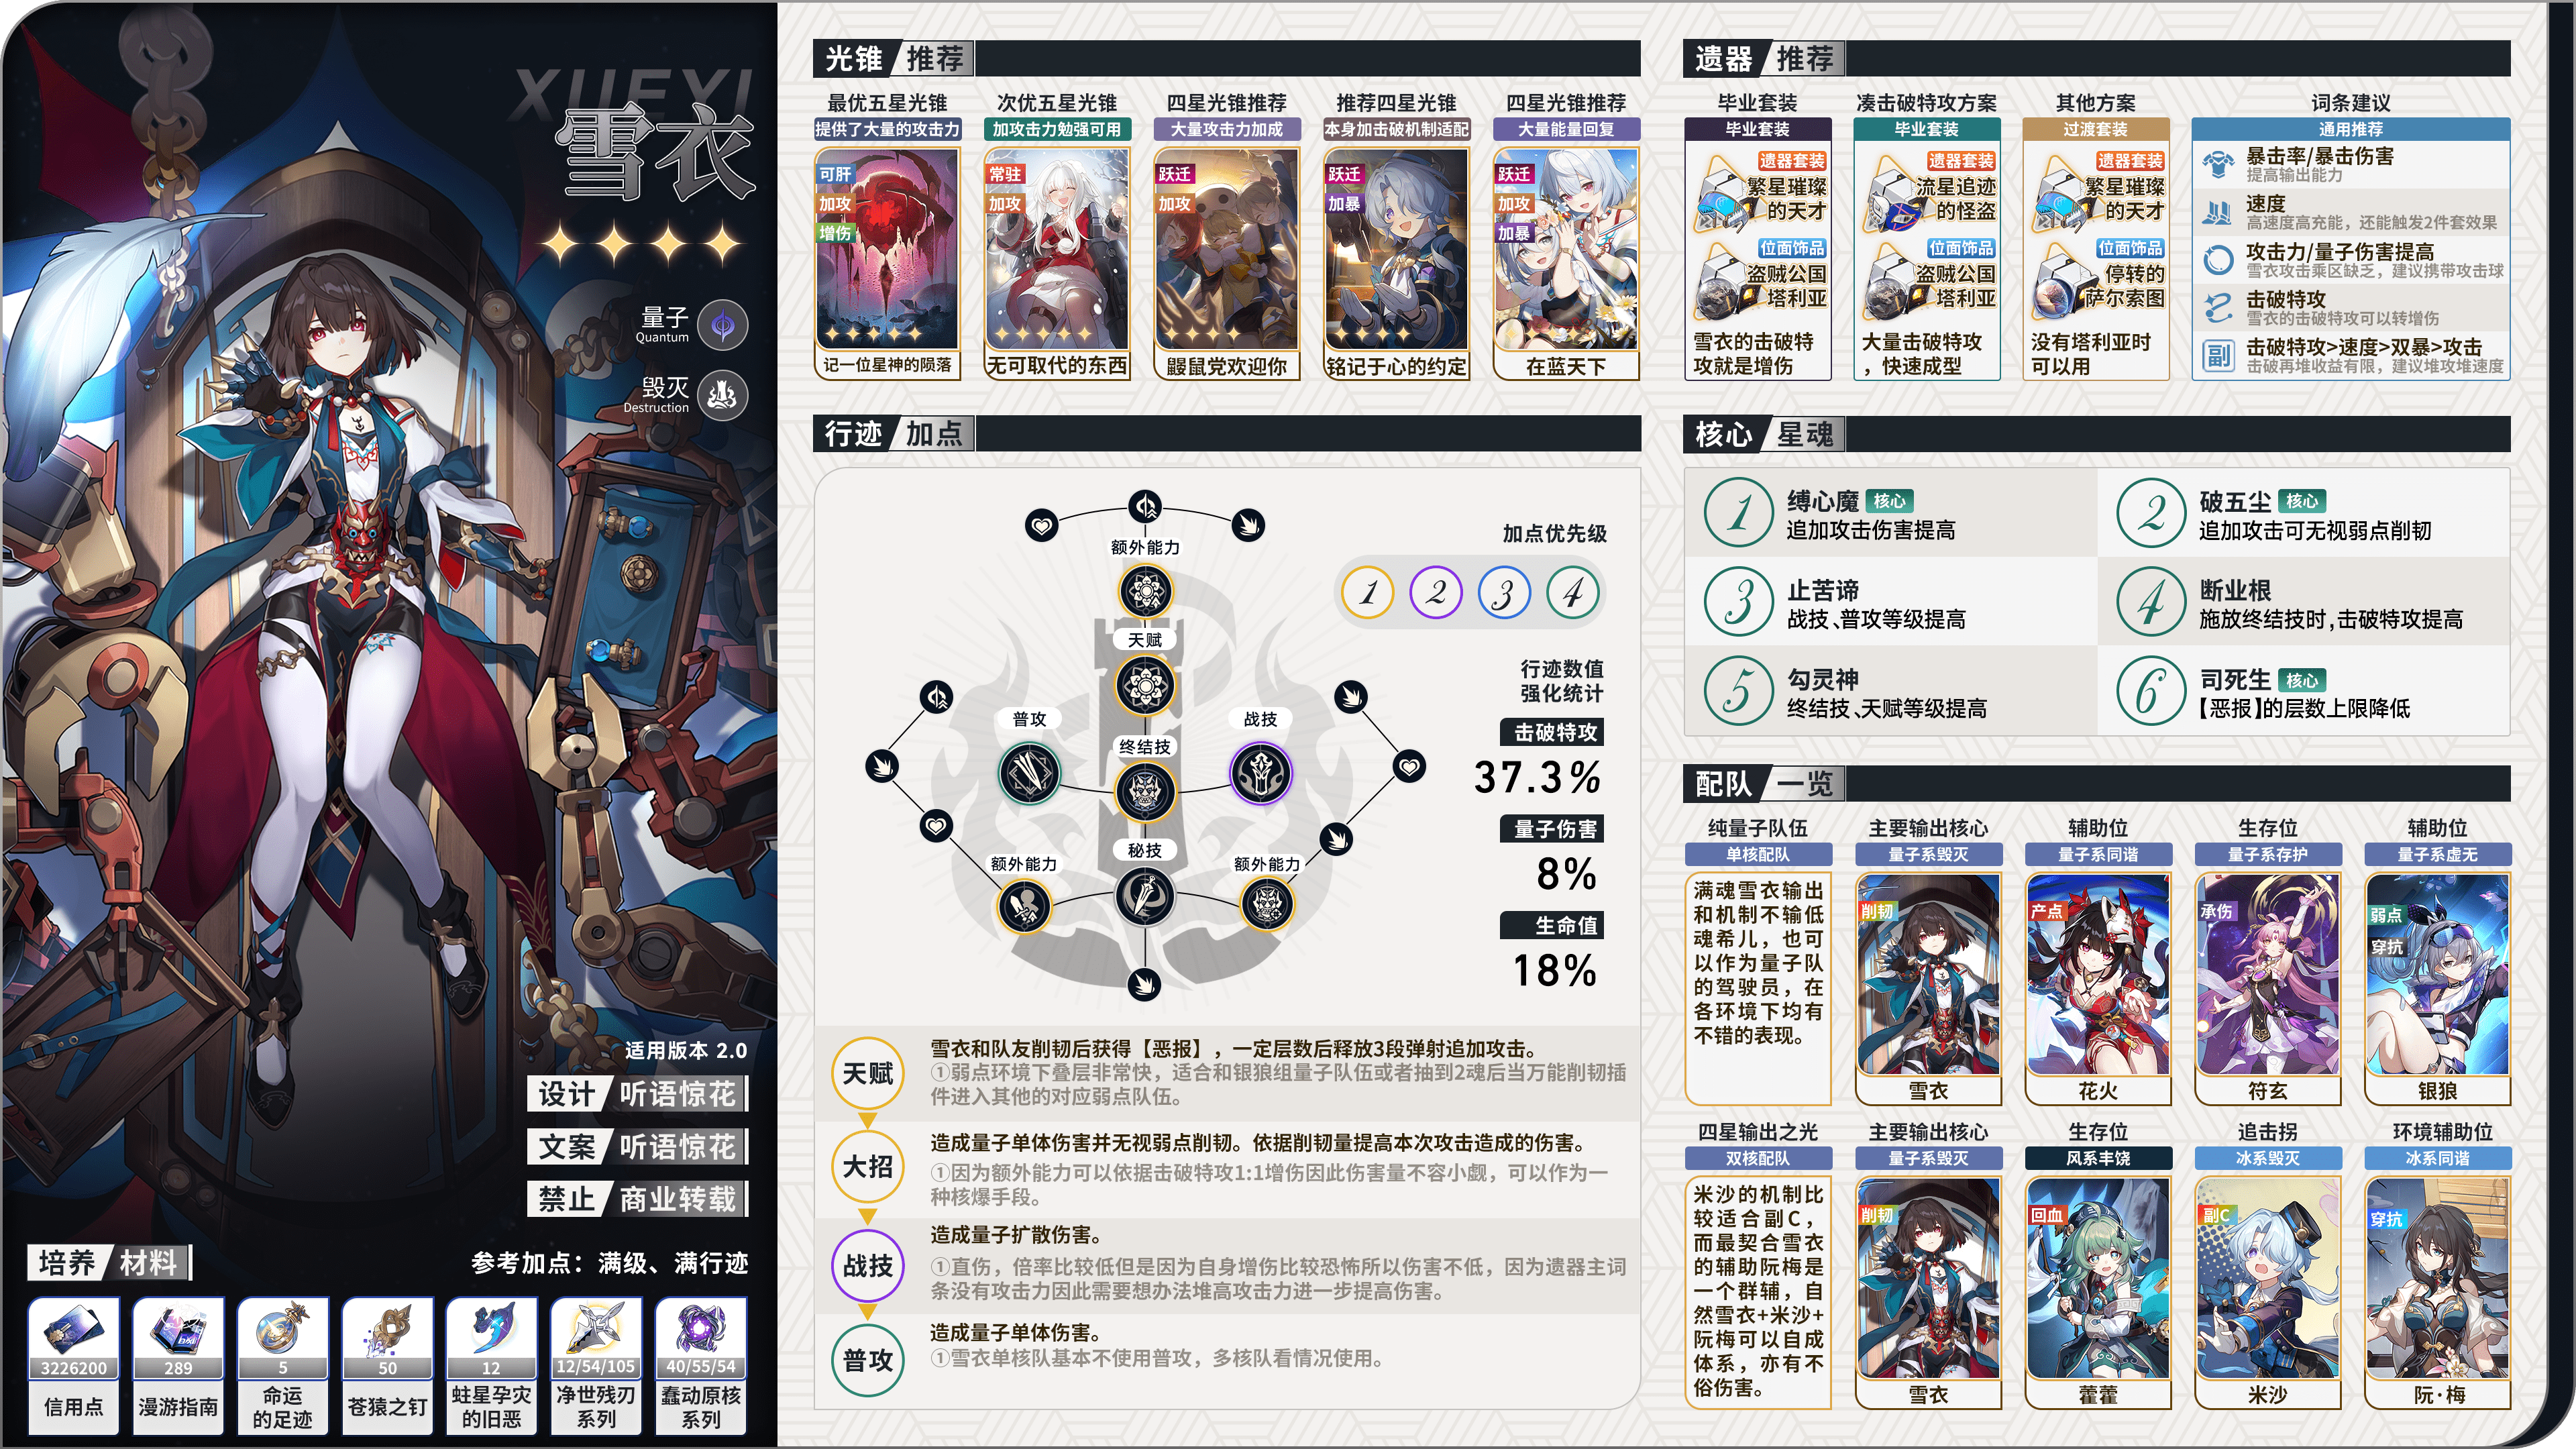 XUEYI
雪衣
量子
Quantum
毁灭
Destruction
适用版本 2.0
设计 听语惊花
文案 听语惊花
禁止 商业转载
培养 材料
参考加点：满级、满行迹
3226200
信用点
289
漫游指南
5
命运
的足迹
50
苍猿之钉
12
蛀星孕灾
的旧恶
12/54/105
净世残刃
系列
40/55/54
蠢动原核
系列
光锥 推荐
最优五星光锥
提供了大量的攻击力
可肝
加攻
增伤
记一位星神的陨落
次优五星光锥
加攻击力勉强可用
常驻
加攻
无可取代的东西
四星光锥推荐
大量攻击力加成
跃迁
加攻
鼹鼠党欢迎你
推荐四星光锥
本身加击破机制适配
跃迁
加暴
铭记于心的约定
四星光锥推荐
大量能量回复
跃迁
加攻
加暴
在蓝天下
行迹 加点
额外能力
天赋
普攻
终结技
战技
额外能力
秘技
额外能力
加点优先级
1 2 3 4
行迹数值
强化统计
击破特攻
37.3%
量子伤害
8%
生命值
18%
天赋
雪衣和队友削韧后获得【恶报】，一定层数后释放3段弹射追加攻击。
①弱点环境下叠层非常快，适合和银狼组量子队伍或者抽到2魂后当万能削韧插
件进入其他的对应弱点队伍。
大招
造成量子单体伤害并无视弱点削韧。依据削韧量提高本次攻击造成的伤害。
①因为额外能力可以依据击破特攻1:1增伤因此伤害量不容小觑，可以作为一
种核爆手段。
战技
造成量子扩散伤害。
①直伤，倍率比较低但是因为自身增伤比较恐怖所以伤害不低，因为遗器主词
条没有攻击力因此需要想办法堆高攻击力进一步提高伤害。
普攻
造成量子单体伤害。
①雪衣单核队基本不使用普攻，多核队看情况使用。
遗器 推荐
毕业套装
毕业套装
遗器套装
繁星璀璨
的天才
位面饰品
盗贼公国
塔利亚
雪衣的击破特
攻就是增伤
凑击破特攻方案
毕业套装
遗器套装
流星追迹
的怪盗
位面饰品
盗贼公国
塔利亚
大量击破特攻
，快速成型
其他方案
过渡套装
遗器套装
繁星璀璨
的天才
位面饰品
停转的
萨尔索图
没有塔利亚时
可以用
词条建议
通用推荐
暴击率/暴击伤害
提高输出能力
速度
高速度高充能，还能触发2件套效果
攻击力/量子伤害提高
雪衣攻击乘区缺乏，建议携带攻击球
击破特攻
雪衣的击破特攻可以转增伤
副
击破特攻>速度>双暴>攻击
击破再堆收益有限，建议堆攻堆速度
核心 星魂
1
缚心魔 核心
追加攻击伤害提高
2
破五尘 核心
追加攻击可无视弱点削韧
3
止苦谛
战技、普攻等级提高
4
断业根
施放终结技时，击破特攻提高
5
勾灵神
终结技、天赋等级提高
6
司死生 核心
【恶报】的层数上限降低
配队 一览
纯量子队伍
单核配队
满魂雪衣输出
和机制不输低
魂希儿，也可
以作为量子队
的驾驶员，在
各环境下均有
不错的表现。
主要输出核心
量子系毁灭
削韧
雪衣
辅助位
量子系同谐
产点
花火
生存位
量子系存护
承伤
符玄
辅助位
量子系虚无
弱点
穿抗
银狼
四星输出之光
双核配队
米沙的机制比
较适合副C，
而最契合雪衣
的辅助阮梅是
一个群辅，自
然雪衣+米沙+
阮梅可以自成
体系，亦有不
俗伤害。
主要输出核心
量子系毁灭
削韧
雪衣
生存位
风系丰饶
回血
藿藿
追击拐
冰系毁灭
副C
米沙
环境辅助位
冰系同谐
穿抗
阮·梅